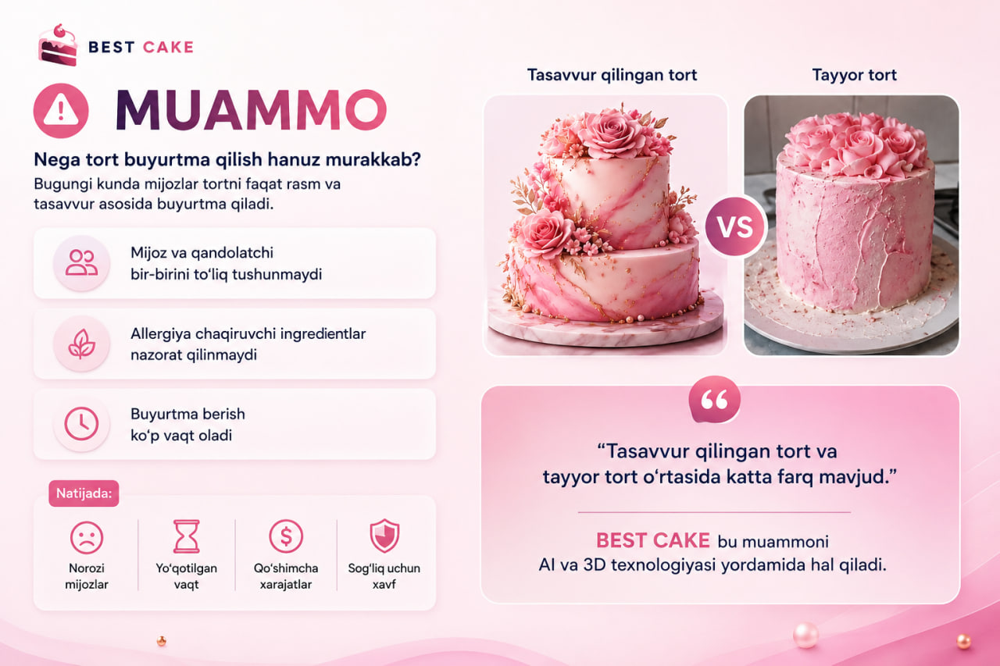 BEST CAKE
MUAMMO
Nega tort buyurtma qilish hanuz murakkab?
Bugungi kunda mijozlar tortni faqat rasm va
tasavvur asosida buyurtma qiladi.
Mijoz va qandolatchi
bir-birini to‘liq tushunmaydi
Allergiya chaqiruvchi ingredientlar
nazorat qilinmaydi
Buyurtma berish
ko‘p vaqt oladi
Natijada:
Norozi
mijozlar
Yo‘qotilgan
vaqt
$
Qo‘shimcha
xarajatlar
Sog‘liq uchun
xavf
Tasavvur qilingan tort
VS
Tayyor tort
“Tasavvur qilingan tort va
tayyor tort o‘rtasida katta farq mavjud.”
BEST CAKE bu muammoni
AI va 3D texnologiyasi yordamida hal qiladi.